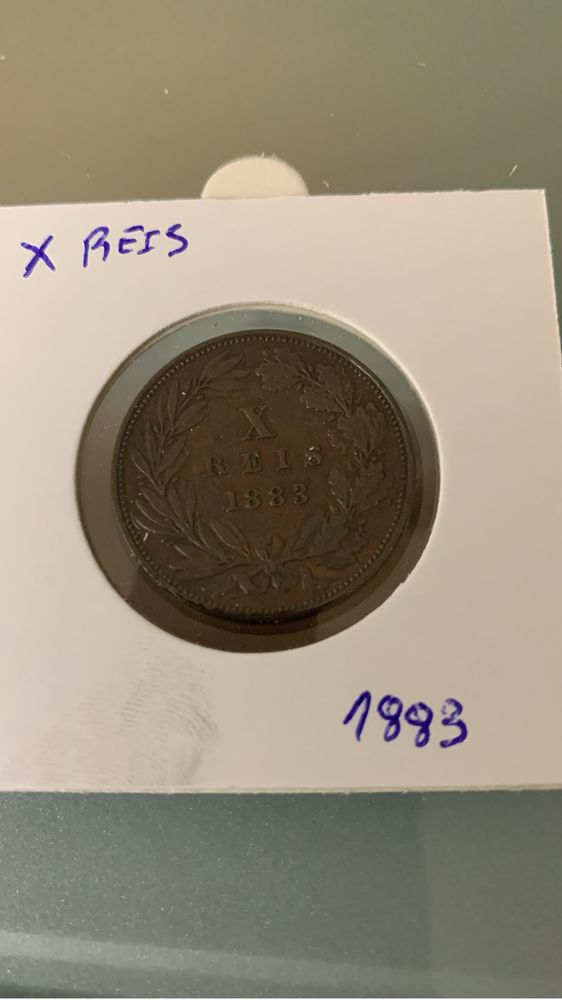 X REIS
X
REIS
1883
1883